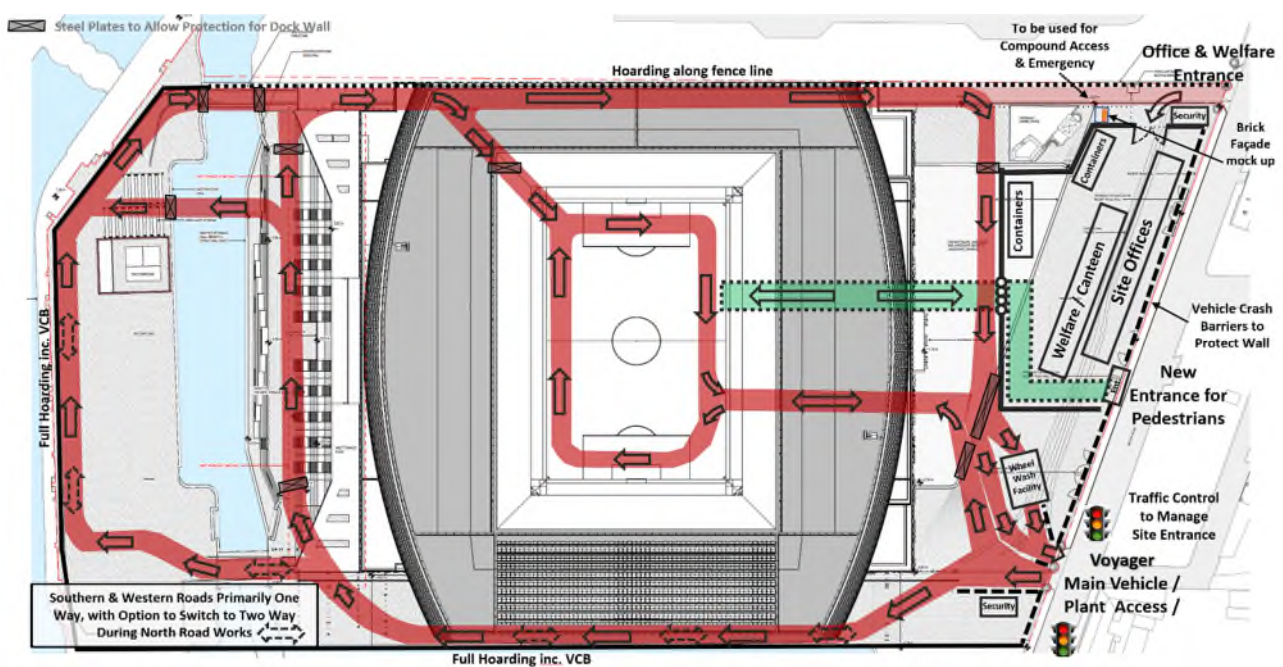 Steel Plates to Allow Protection for Dock Wall
To be used for
Compound Access
& Emergency
Office & Welfare
Entrance
Hoarding along fence line
Security
Brick
Façade
mock up
Containers
Containers
Welfare / Canteen
Site Offices
Vehicle Crash
Barriers to
Protect Wall
New
Entrance for
Pedestrians
Full Hoarding inc. VCB
Wheel
Wash
Facility
Traffic Control
to Manage
Site Entrance
Voyager
Main Vehicle /
Plant Access /
Security
Southern & Western Roads Primarily One
Way, with Option to Switch to Two Way
During North Road Works
Full Hoarding inc. VCB